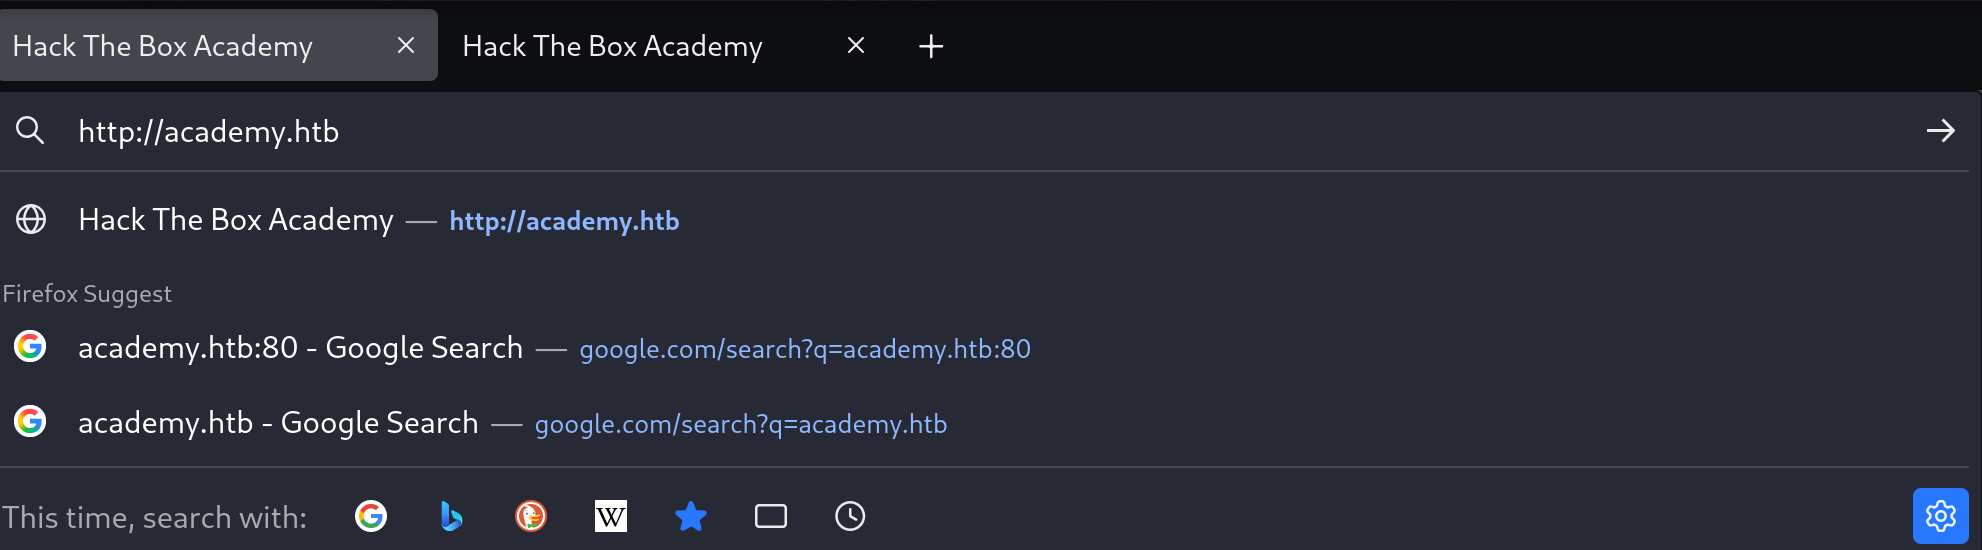 Hack The Box Academy Hack The Box Academy
http://academy.htb
Hack The Box Academy — http://academy.htb
Firefox Suggest
academy.htb:80 - Google Search — google.com/search?q=academy.htb:80
academy.htb - Google Search — google.com/search?q=academy.htb
This time, search with: W